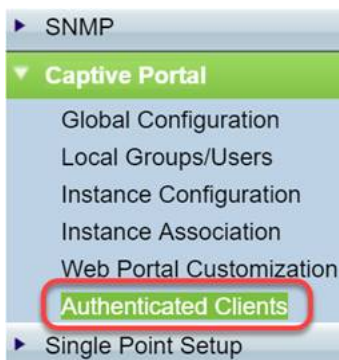 SNMP
Captive Portal
Global Configuration
Local Groups/Users
Instance Configuration
Instance Association
Web Portal Customization
Authenticated Clients
Single Point Setup